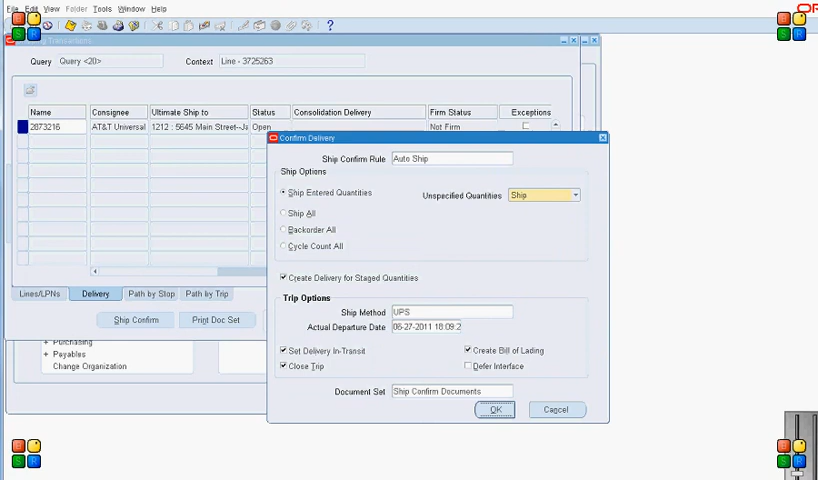 File Edit View Folder Tools Window Help
Transactions
Query Query <20> Context Line - 3725263
Name Consignee Ultimate Ship to Status Consolidation Delivery Firm Status Exceptions
2873216 AT&T Universal 1212 : 5645 Main Street--Ja Open Not Firm
Confirm Delivery
Ship Confirm Rule Auto Ship
Ship Options
Ship Entered Quantities Unspecified Quantities Ship
Ship All
Backorder All
Cycle Count All
Create Delivery for Staged Quantities
Lines/LPNs Delivery Path by Stop Path by Trip
Trip Options
Ship Method UPS
Ship Confirm Print Doc Set
Actual Departure Date 06-27-2011 18:09:2
+ Purchasing
+ Payables
Change Organization
Set Delivery In-Transit Create Bill of Lading
Close Trip Defer Interface
Document Set Ship Confirm Documents
OK Cancel
B
S R
B
S R
B
S R
B
S R